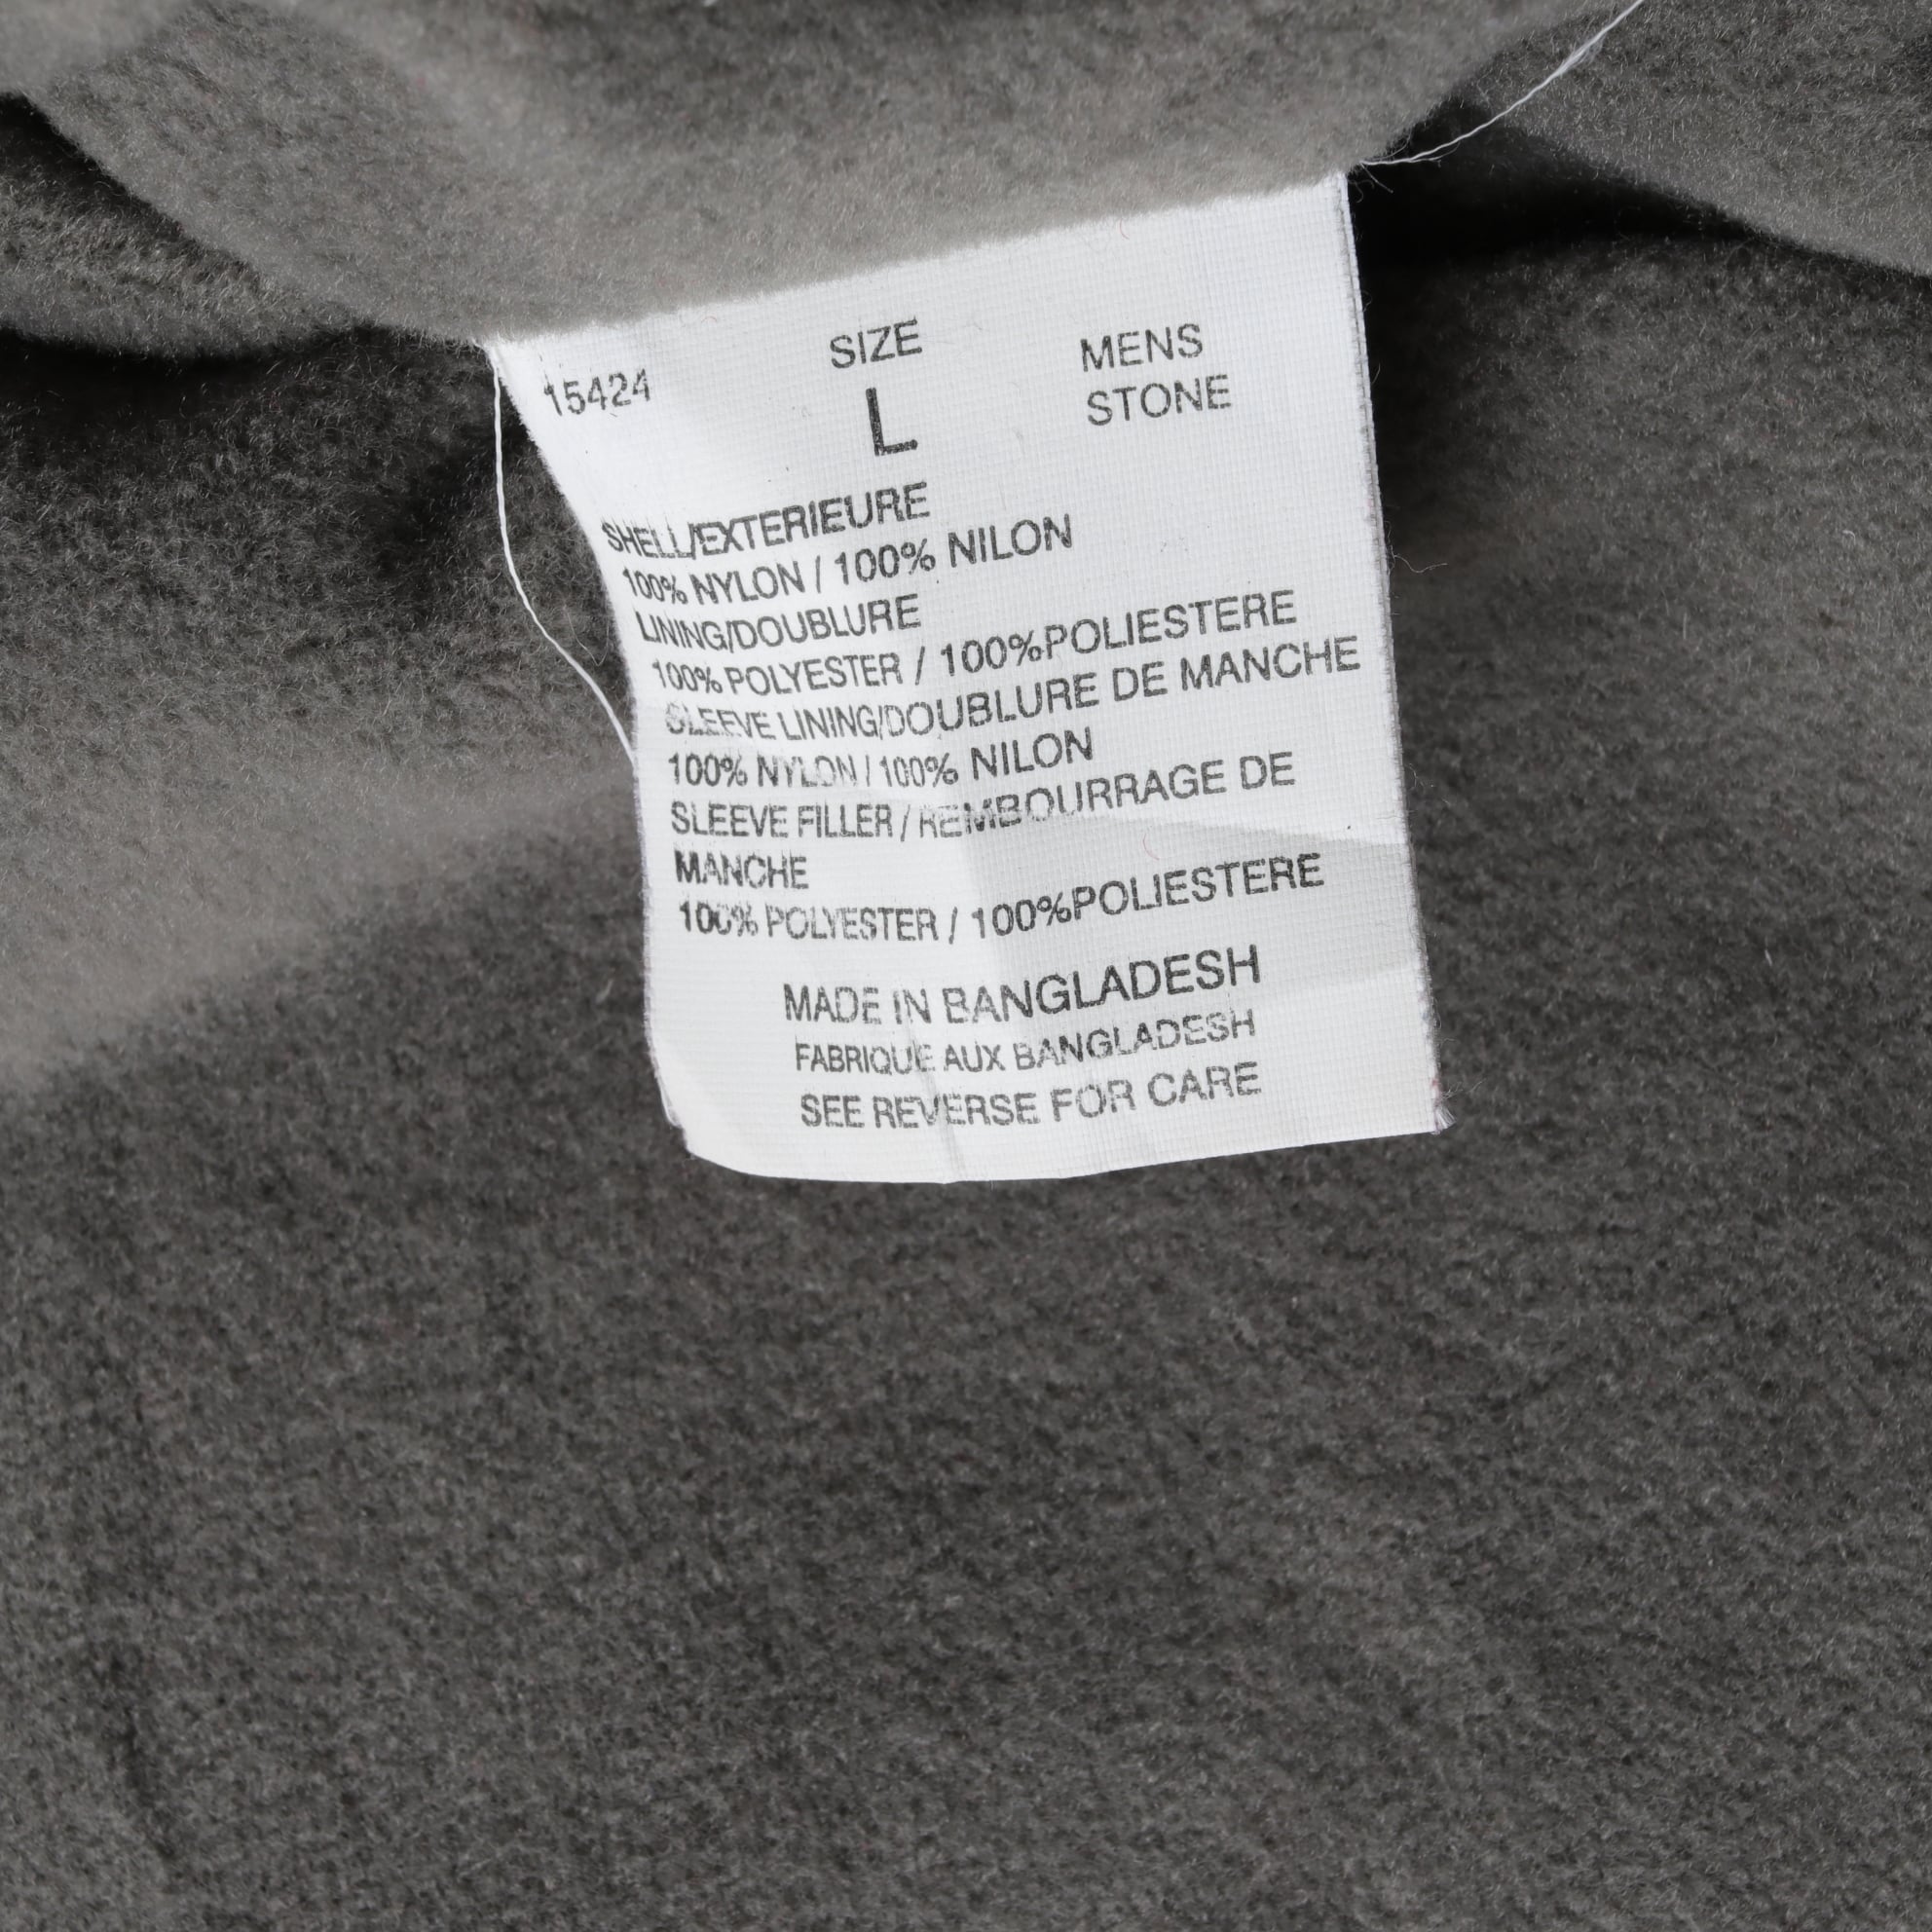 15424 SIZE MENS
L STONE
SHELL/EXTERIEURE
100% NYLON / 100% NILON
LINING/DOUBLURE
100% POLYESTER / 100%POLIESTERE
SLEEVE LINING/DOUBLURE DE MANCHE
100% NYLON / 100% NILON
SLEEVE FILLER / REMBOURRAGE DE
MANCHE
100% POLYESTER / 100%POLIESTERE
MADE IN BANGLADESH
FABRIQUE AUX BANGLADESH
SEE REVERSE FOR CARE